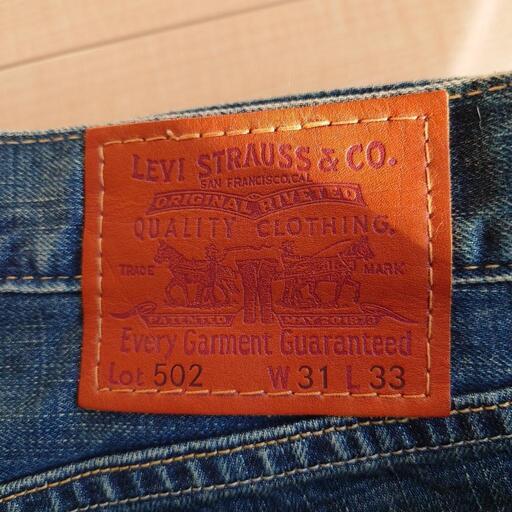 LEVI STRAUSS & CO.
SAN FRANCISCO,CAL.
ORIGINAL RIVETED
QUALITY CLOTHING.
TRADE MARK
PATENTED MAY 20 1873
Every Garment Guaranteed
Lot 502 W 31 L 33